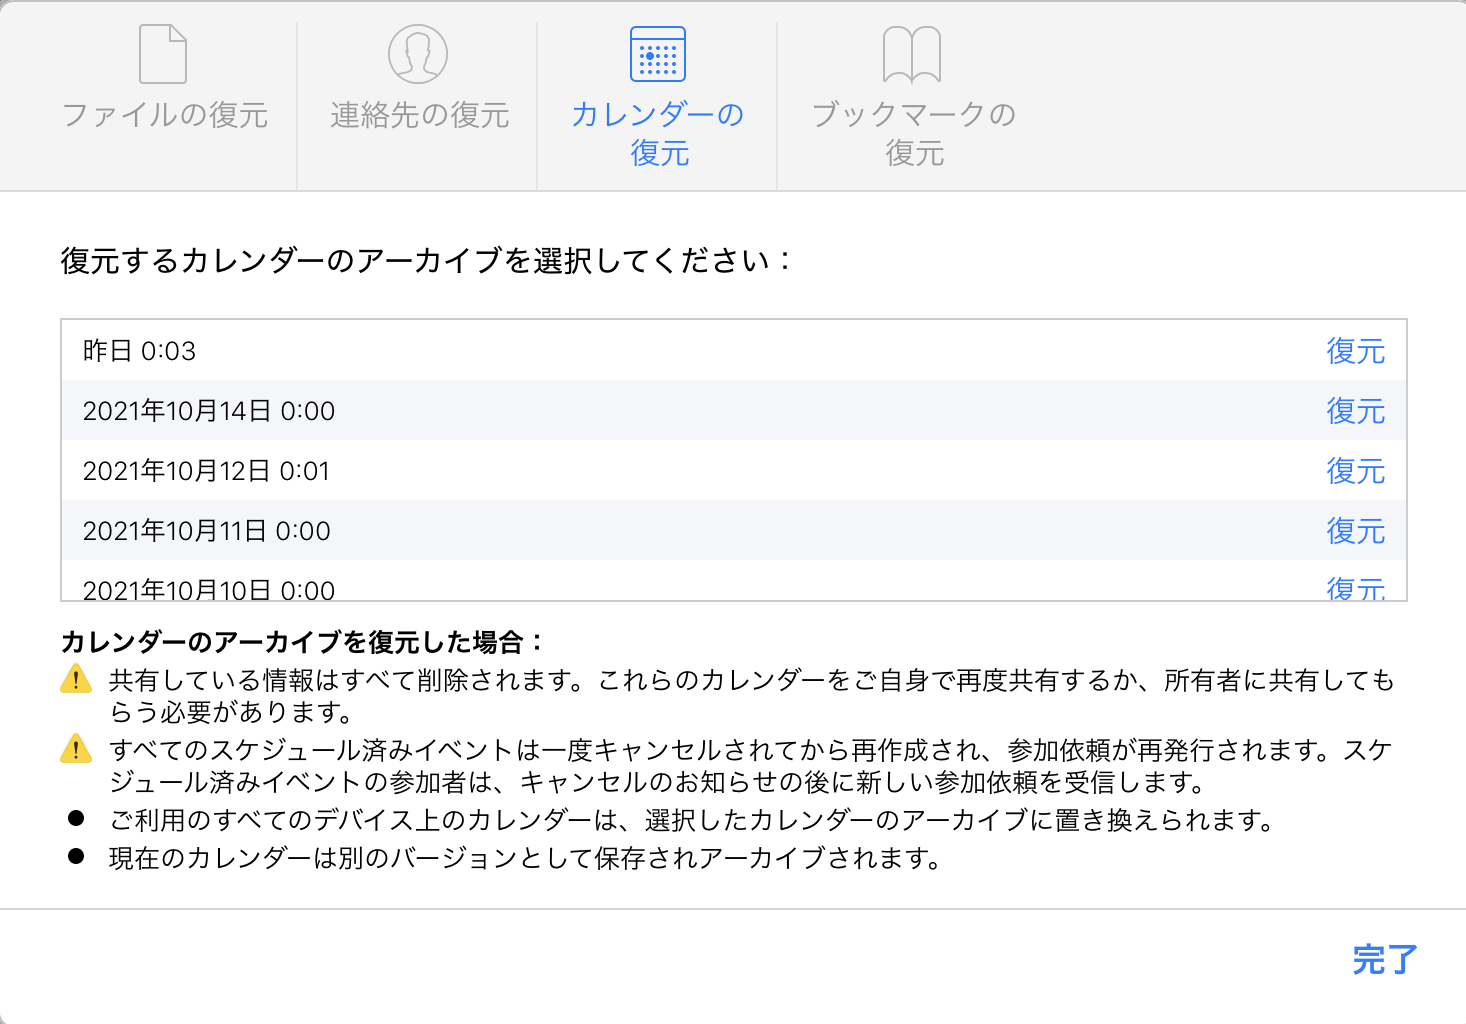 ファイルの復元
連絡先の復元
カレンダーの
復元
ブックマークの
復元
復元するカレンダーのアーカイブを選択してください：
昨日 0:03 復元
2021年10月14日 0:00 復元
2021年10月12日 0:01 復元
2021年10月11日 0:00 復元
2021年10月10日 0:00 復元
カレンダーのアーカイブを復元した場合：
共有している情報はすべて削除されます。これらのカレンダーをご自身で再度共有するか、所有者に共有しても
らう必要があります。
すべてのスケジュール済みイベントは一度キャンセルされてから再作成され、参加依頼が再発行されます。スケ
ジュール済みイベントの参加者は、キャンセルのお知らせの後に新しい参加依頼を受信します。
● ご利用のすべてのデバイス上のカレンダーは、選択したカレンダーのアーカイブに置き換えられます。
● 現在のカレンダーは別のバージョンとして保存されアーカイブされます。
完了